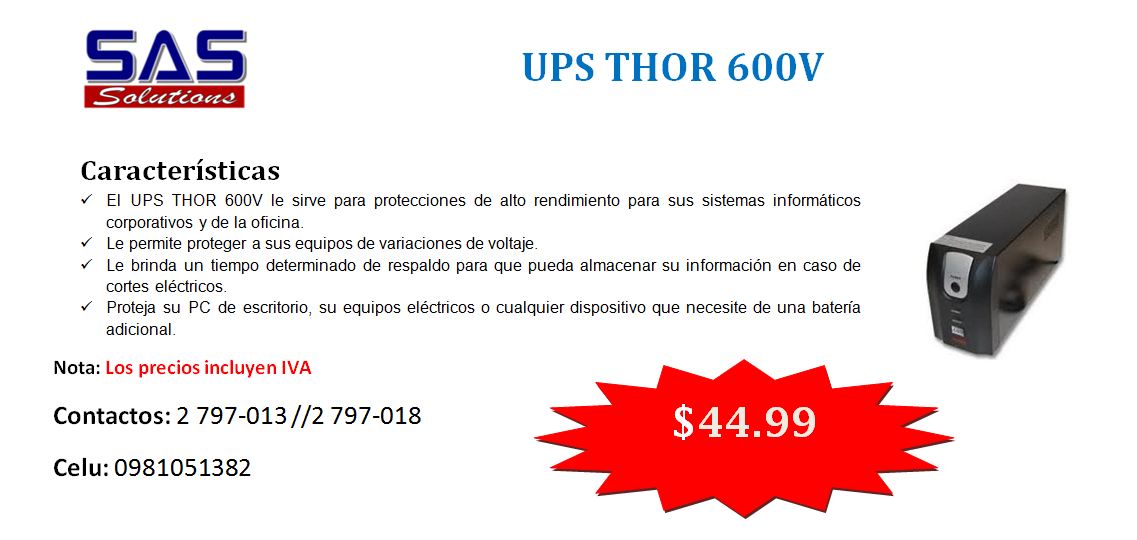 SAS
Solutions
UPS THOR 600V
Características
El UPS THOR 600V le sirve para protecciones de alto rendimiento para sus sistemas informáticos
corporativos y de la oficina.
Le permite proteger a sus equipos de variaciones de voltaje.
Le brinda un tiempo determinado de respaldo para que pueda almacenar su información en caso de
cortes eléctricos.
Proteja su PC de escritorio, su equipos eléctricos o cualquier dispositivo que necesite de una batería
adicional.
Nota: Los precios incluyen IVA
Contactos: 2 797-013 //2 797-018
Celu: 0981051382
$44.99